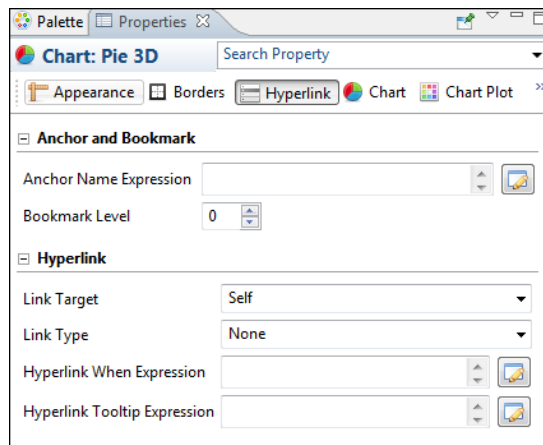 Palette Properties
Chart: Pie 3D Search Property
Appearance Borders Hyperlink Chart Chart Plot »
Anchor and Bookmark
Anchor Name Expression
Bookmark Level 0
Hyperlink
Link Target Self
Link Type None
Hyperlink When Expression
Hyperlink Tooltip Expression